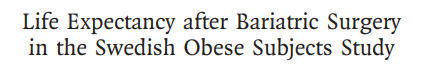 Life Expectancy after Bariatric Surgery
in the Swedish Obese Subjects Study